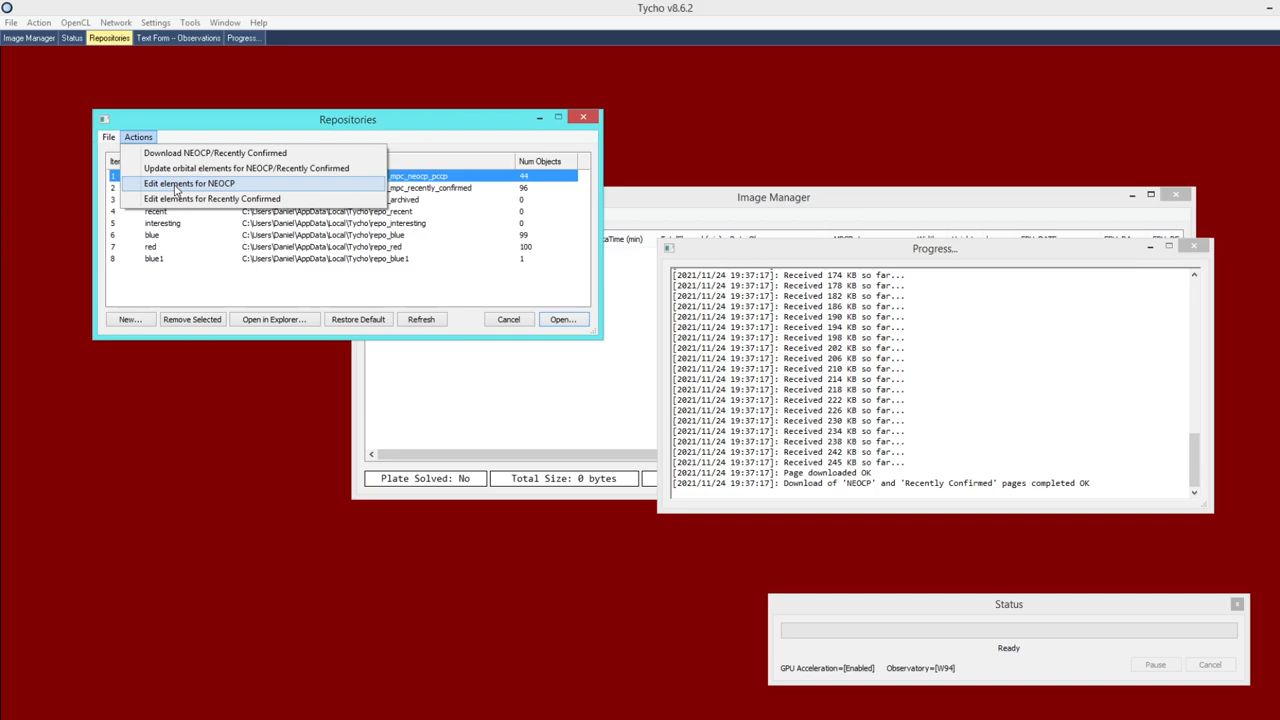 Tycho v8.6.2
File Action OpenCL Network Settings Tools Window Help
Image Manager Status Repositories Text Form -- Observations Progress...
Repositories
File Actions
Download NEOCP/Recently Confirmed
Update orbital elements for NEOCP/Recently Confirmed
Edit elements for NEOCP
Edit elements for Recently Confirmed
Num Objects
1 _mpc_neocp_pccp 44
2 _mpc_recently_confirmed 96
3 _archived 0
4 recent C:\Users\Daniel\AppData\Local\Tycho\repo_recent 0
5 interesting C:\Users\Daniel\AppData\Local\Tycho\repo_interesting 0
6 blue C:\Users\Daniel\AppData\Local\Tycho\repo_blue 99
7 red C:\Users\Daniel\AppData\Local\Tycho\repo_red 100
8 blue1 C:\Users\Daniel\AppData\Local\Tycho\repo_blue1 1
New... Remove Selected Open in Explorer... Restore Default Refresh Cancel Open...
Image Manager
Plate Solved: No Total Size: 0 bytes
Progress...
[2021/11/24 19:37:17]: Received 174 KB so far...
[2021/11/24 19:37:17]: Received 178 KB so far...
[2021/11/24 19:37:17]: Received 182 KB so far...
[2021/11/24 19:37:17]: Received 186 KB so far...
[2021/11/24 19:37:17]: Received 190 KB so far...
[2021/11/24 19:37:17]: Received 194 KB so far...
[2021/11/24 19:37:17]: Received 198 KB so far...
[2021/11/24 19:37:17]: Received 202 KB so far...
[2021/11/24 19:37:17]: Received 206 KB so far...
[2021/11/24 19:37:17]: Received 210 KB so far...
[2021/11/24 19:37:17]: Received 214 KB so far...
[2021/11/24 19:37:17]: Received 218 KB so far...
[2021/11/24 19:37:17]: Received 222 KB so far...
[2021/11/24 19:37:17]: Received 226 KB so far...
[2021/11/24 19:37:17]: Received 230 KB so far...
[2021/11/24 19:37:17]: Received 234 KB so far...
[2021/11/24 19:37:17]: Received 238 KB so far...
[2021/11/24 19:37:17]: Received 242 KB so far...
[2021/11/24 19:37:17]: Received 245 KB so far...
[2021/11/24 19:37:17]: Page downloaded OK
[2021/11/24 19:37:17]: Download of 'NEOCP' and 'Recently Confirmed' pages completed OK
Status
Ready
GPU Acceleration=[Enabled] Observatory=[W94] Pause Cancel